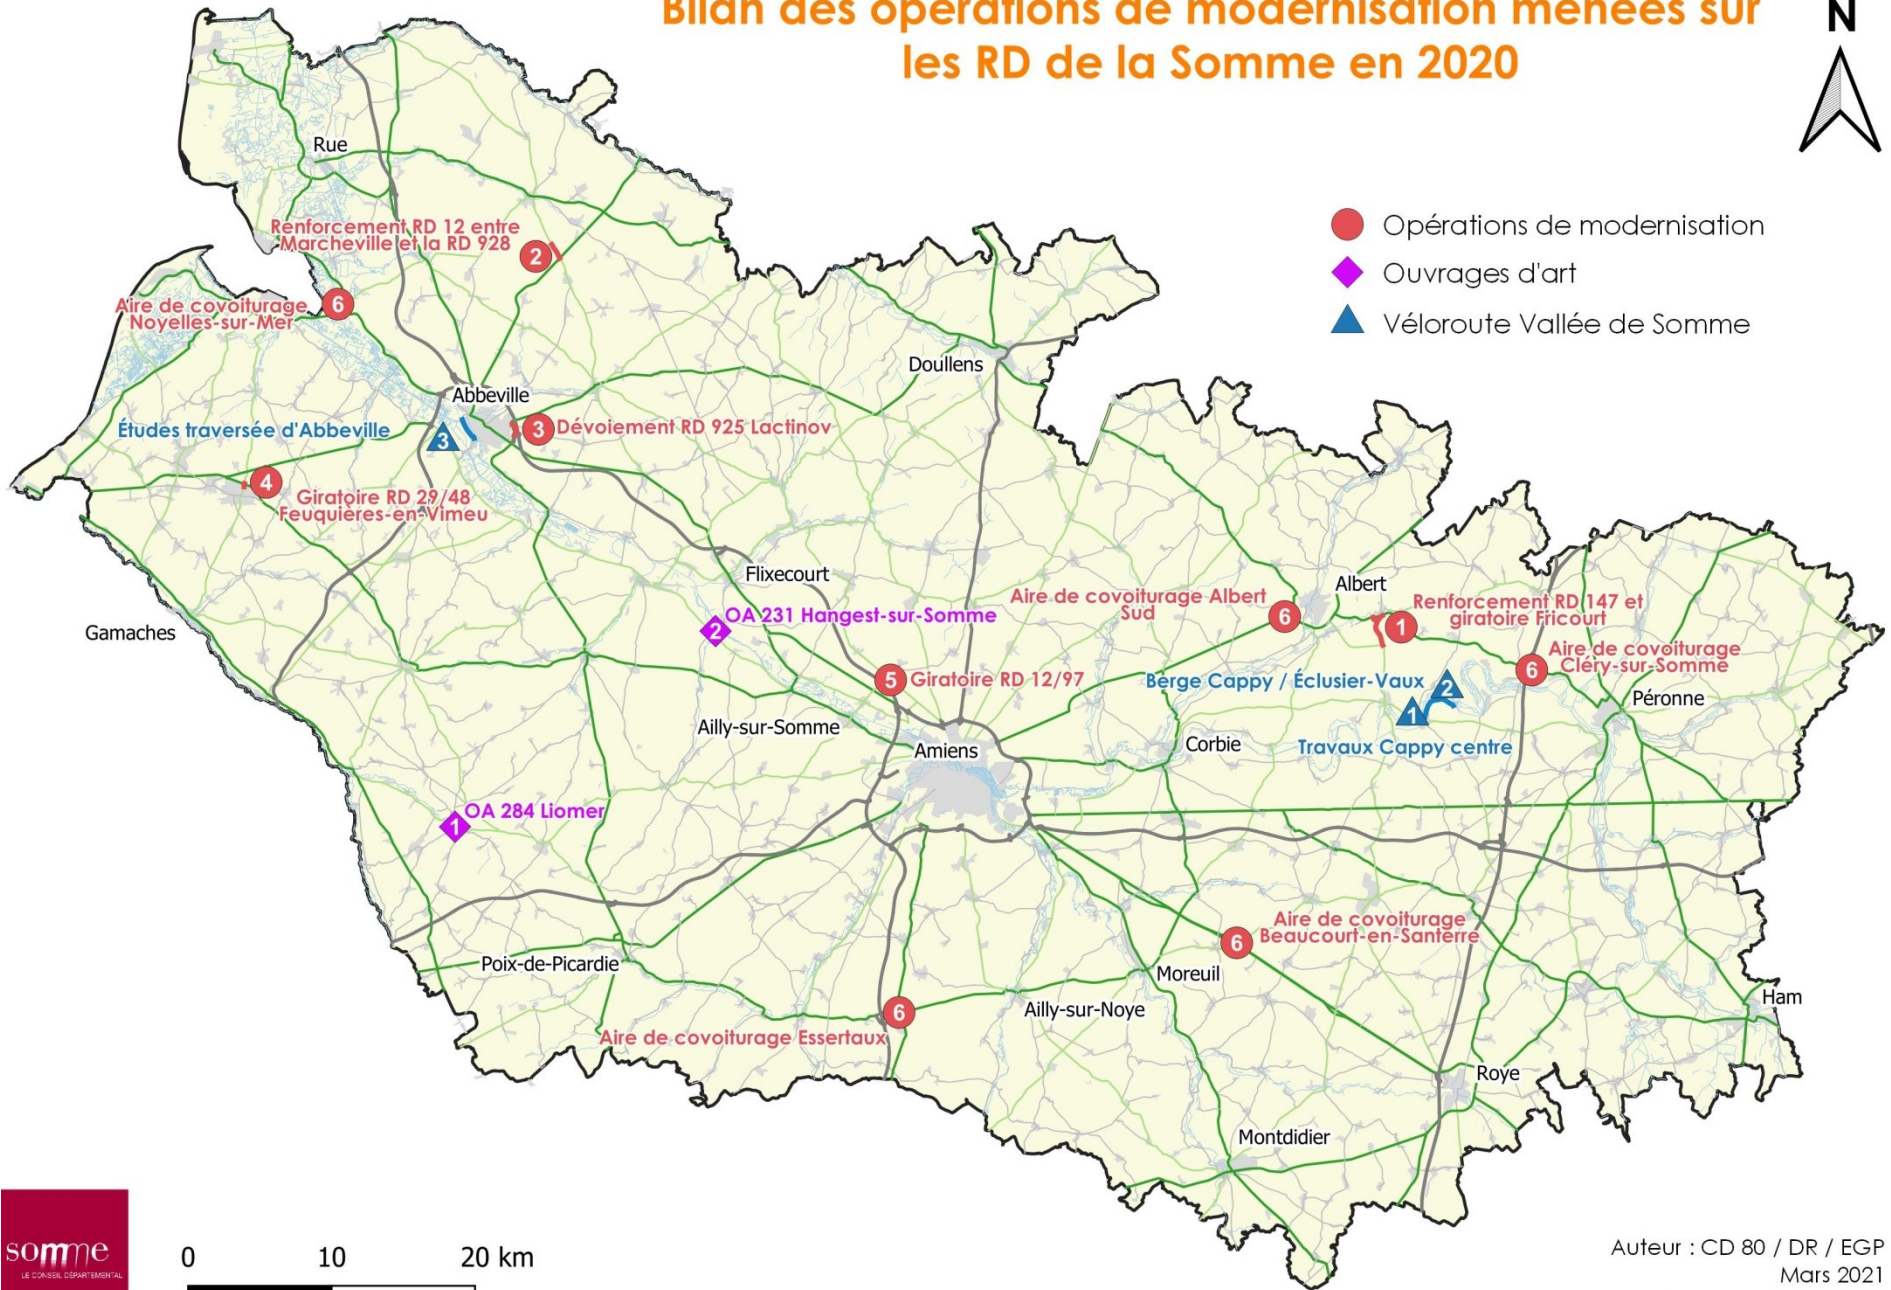 Bilan des opérations de modernisation menées sur
les RD de la Somme en 2020
N
Opérations de modernisation
Ouvrages d'art
Véloroute Vallée de Somme
Rue
Renforcement RD 12 entre
Marcheville et la RD 928
2
Aire de covoiturage
Noyelles-sur-Mer
6
Doullens
Abbeville
Études traversée d'Abbeville
3
3
Dévoiement RD 925 Lactinov
4
Giratoire RD 29/48
Feuquières-en-Vimeu
Flixecourt
Albert
Aire de covoiturage Albert
Sud
6
Renforcement RD 147 et
giratoire Fricourt
1
OA 231 Hangest-sur-Somme
2
Gamaches
Aire de covoiturage
Cléry-sur-Somme
6
5
Giratoire RD 12/97
Berge Cappy / Éclusier-Vaux
2
1
Péronne
Ailly-sur-Somme
Amiens
Corbie
Travaux Cappy centre
OA 284 Liomer
1
Aire de covoiturage
Beaucourt-en-Santerre
6
Poix-de-Picardie
Moreuil
Ham
6
Ailly-sur-Noye
Aire de covoiturage Essertaux
Roye
Montdidier
somme
LE CONSEIL DÉPARTEMENTAL
0 10 20 km
Auteur : CD 80 / DR / EGP
Mars 2021